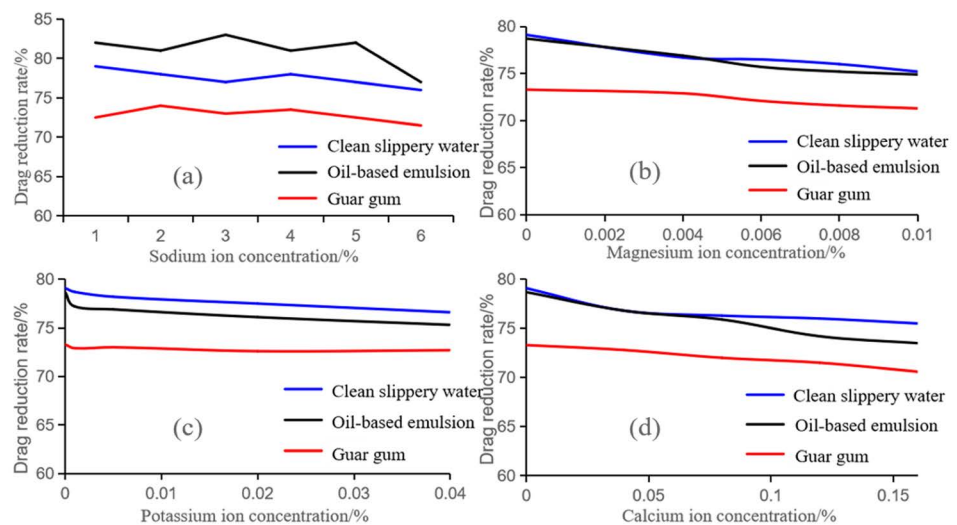 85
80
75
70
65
60
Drag reduction rate/%
Clean slippery water
Oil-based emulsion
Guar gum
(a)
1 2 3 4 5 6
Sodium ion concentration/%
80
75
70
65
60
Drag reduction rate/%
Clean slippery water
Oil-based emulsion
Guar gum
(b)
0 0.002 0.004 0.006 0.008 0.01
Magnesium ion concentration/%
80
75
70
65
60
Drag reduction rate/%
Clean slippery water
Oil-based emulsion
Guar gum
(c)
0 0.01 0.02 0.03 0.04
Potassium ion concentration/%
80
75
70
65
60
Drag reduction rate/%
Clean slippery water
Oil-based emulsion
Guar gum
(d)
0 0.05 0.1 0.15
Calcium ion concentration/%